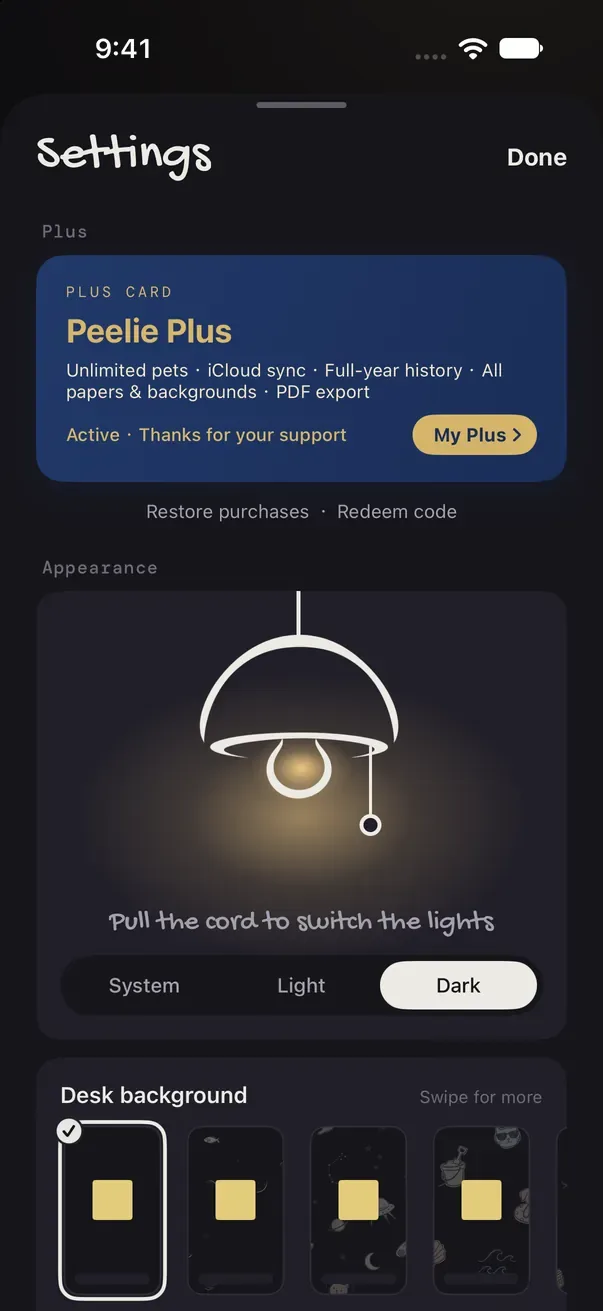 9:41
Settings
Done
Plus
PLUS CARD
Peelie Plus
Unlimited pets · iCloud sync · Full-year history · All
papers & backgrounds · PDF export
Active · Thanks for your support
My Plus
Restore purchases · Redeem code
Appearance
Pull the cord to switch the lights
System
Light
Dark
Desk background
Swipe for more